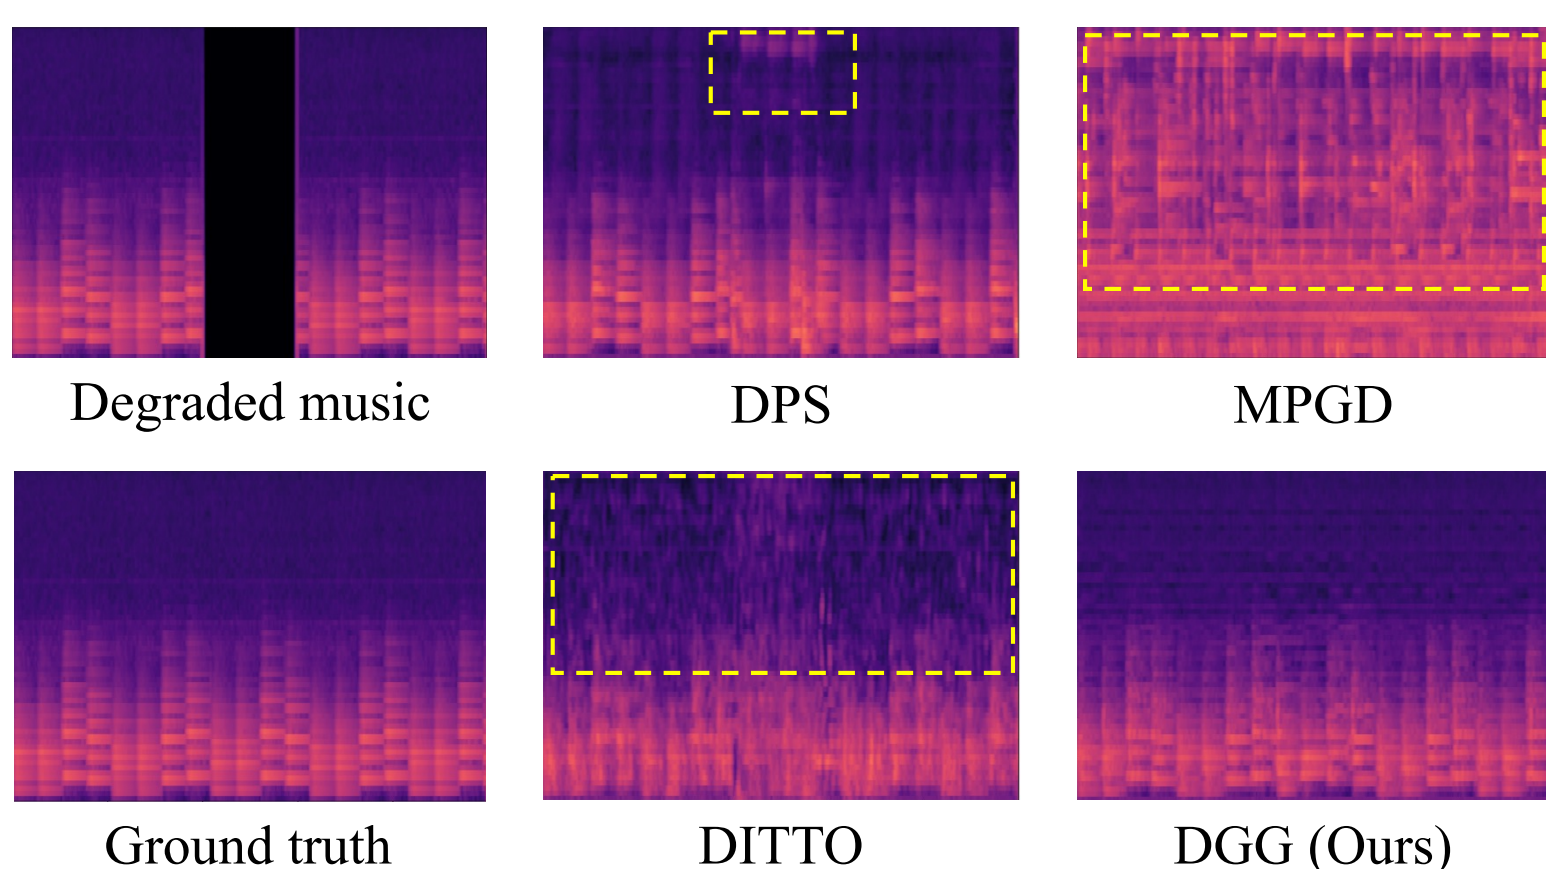 Degraded music
DPS
MPGD
Ground truth
DITTO
DGG (Ours)